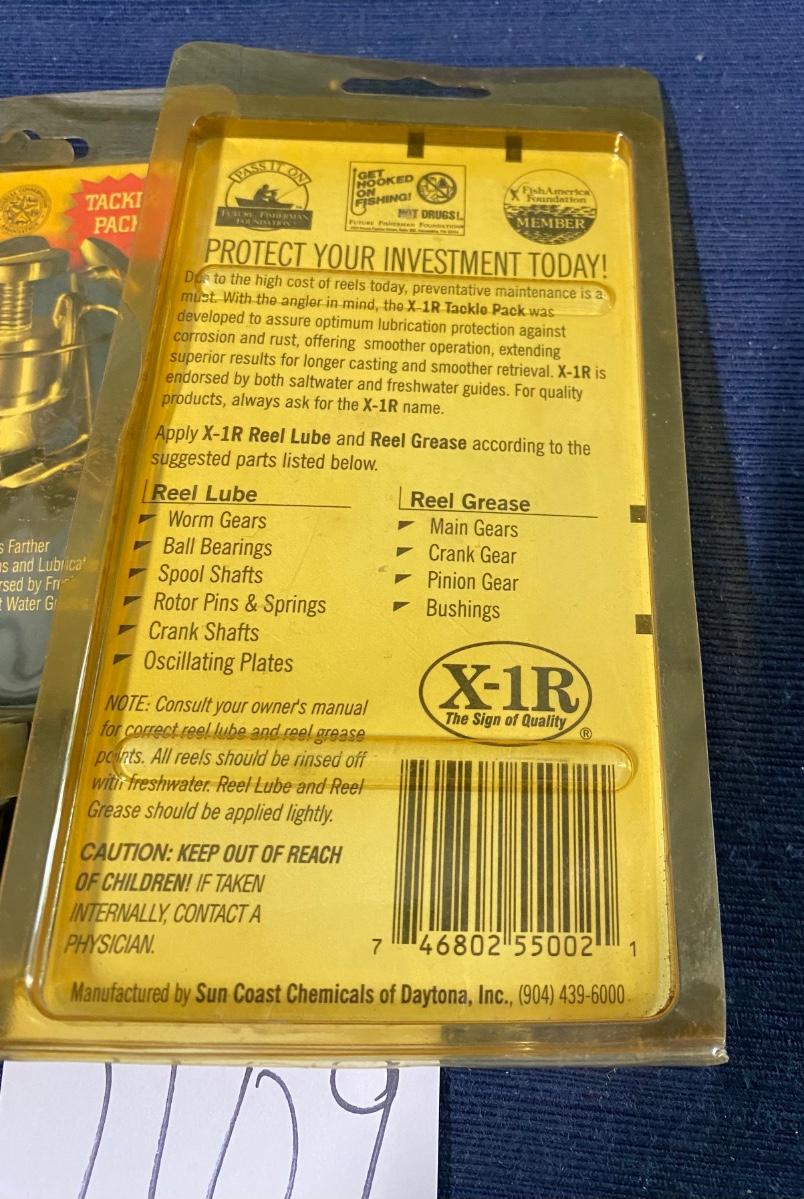 PASS IT ON
FUTURE FISHERMAN
FOUNDATION
GET
HOOKED
ON
FISHING!
NOT DRUGS!
FUTURE FISHERMAN FOUNDATION
FishAmerica
Foundation
MEMBER
PROTECT YOUR INVESTMENT TODAY!
Due to the high cost of reels today, preventative maintenance is a
must. With the angler in mind, the X-1R Tackle Pack was
developed to assure optimum lubrication protection against
corrosion and rust, offering smoother operation, extending
superior results for longer casting and smoother retrieval. X-1R is
endorsed by both saltwater and freshwater guides. For quality
products, always ask for the X-1R name.
Apply X-1R Reel Lube and Reel Grease according to the
suggested parts listed below.
Reel Lube
Worm Gears
Ball Bearings
Spool Shafts
Rotor Pins & Springs
Crank Shafts
Oscillating Plates
Reel Grease
Main Gears
Crank Gear
Pinion Gear
Bushings
NOTE: Consult your owner's manual
for correct reel lube and reel grease
points. All reels should be rinsed off
with freshwater. Reel Lube and Reel
Grease should be applied lightly.
CAUTION: KEEP OUT OF REACH
OF CHILDREN! IF TAKEN
INTERNALLY, CONTACT A
PHYSICIAN.
X-1R
The Sign of Quality
®
7 46802 55002 1
Manufactured by Sun Coast Chemicals of Daytona, Inc., (904) 439-6000
TACKL
PACK
s Farther
ns and Lubricat
rsed by Fre
t Water G